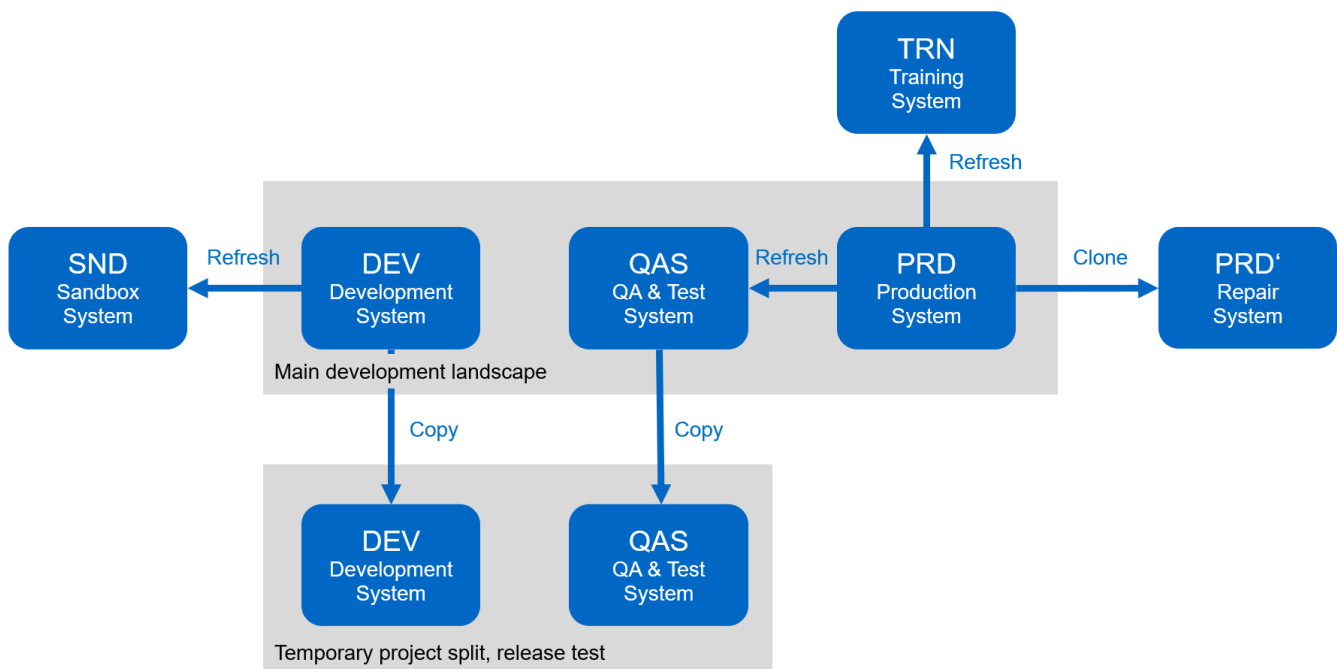 TRN
Training
System
Refresh
SND
Sandbox
System
Refresh
DEV
Development
System
QAS
QA & Test
System
Refresh
PRD
Production
System
Clone
PRD‘
Repair
System
Main development landscape
Copy
Copy
DEV
Development
System
QAS
QA & Test
System
Temporary project split, release test